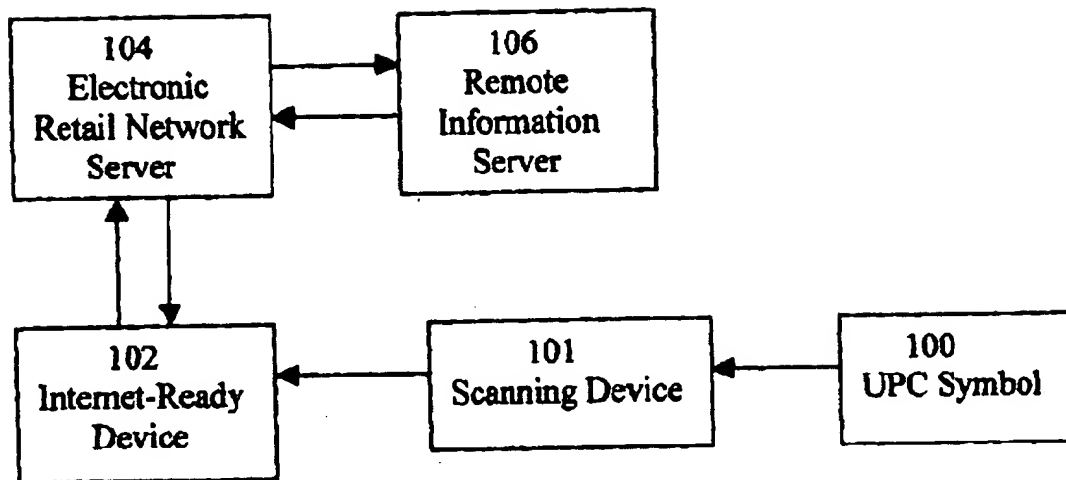 104
Electronic
Retail Network
Server
106
Remote
Information
Server
102
Internet-Ready
Device
101
Scanning Device
100
UPC Symbol